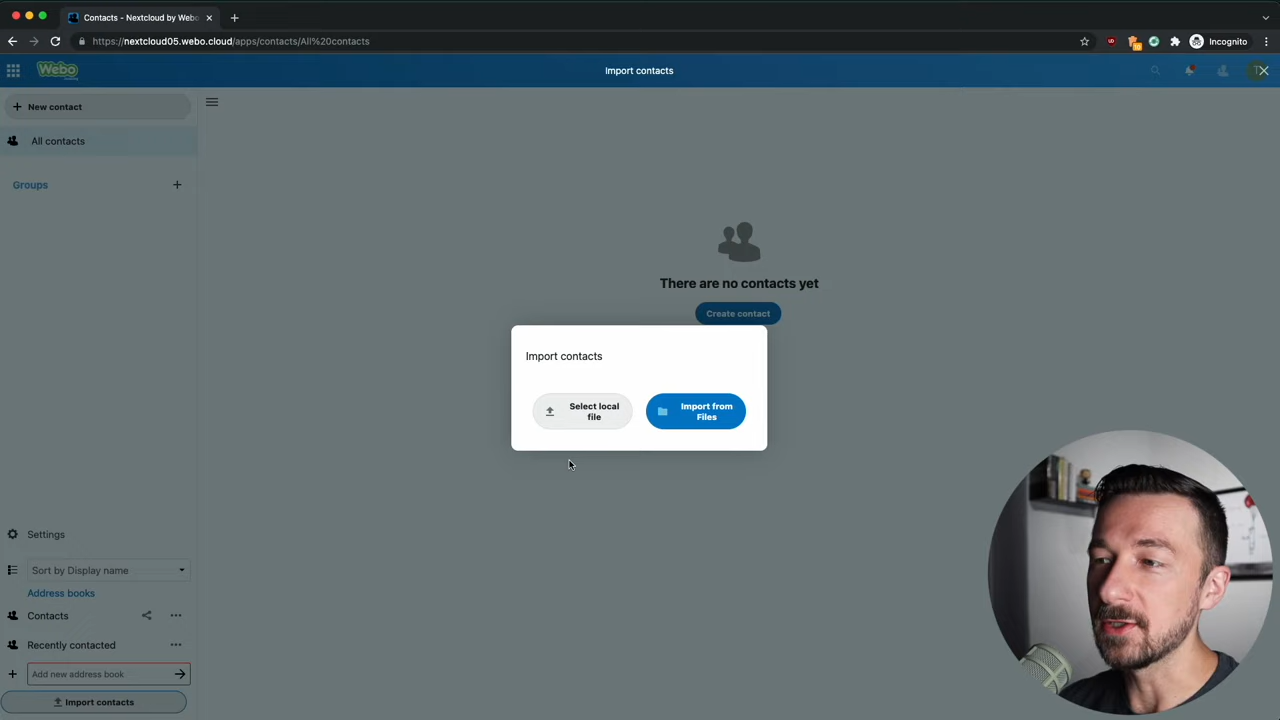 Contacts - Nextcloud by Webo
https://nextcloud05.webo.cloud/apps/contacts/All%20contacts
Incognito
Webo
Import contacts
New contact
All contacts
Groups
There are no contacts yet
Create contact
Import contacts
Select local
file
Import from
Files
Settings
Sort by Display name
Address books
Contacts
Recently contacted
Add new address book
Import contacts